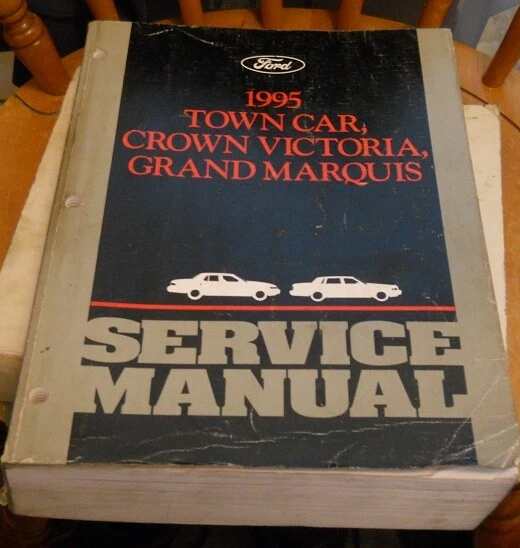 Ford
1995
TOWN CAR,
CROWN VICTORIA,
GRAND MARQUIS
SERVICE
MANUAL